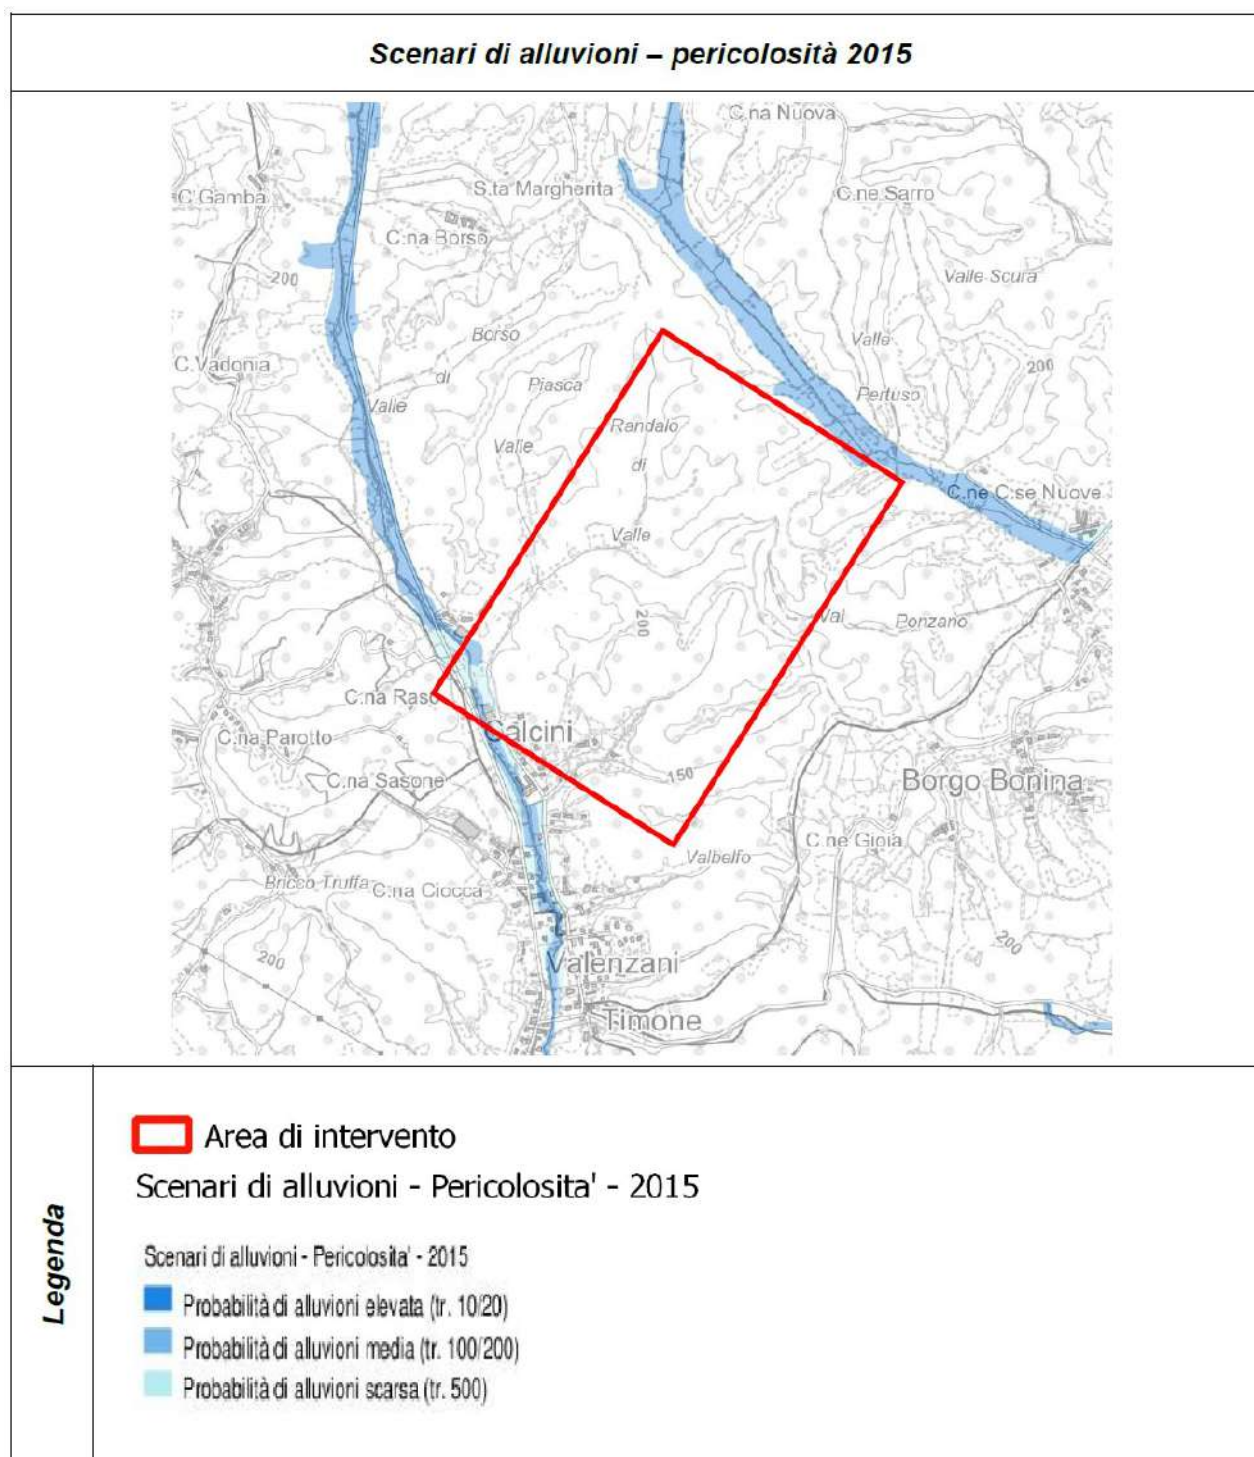 Scenari di alluvioni – pericolosità 2015
C.na Nuova
S.ta Margherita
C.ne Sarro
C Gamba
C.na Borso
200
Valle Scura
Borso
di
Valle
C.Vadonia
Piasca
Valle
200
Pertuso
Valle
Randalo
di
Valle
C.ne C.se Nuove
200
Val
Ponzano
C.na Raso
Calcini
C.na Parotto
C.na Sasone
150
Borgo Bonina
C.ne Gioia
Valbelfo
Bricco Truffa
C.na Ciocca
200
200
Valenzani
Timone
Legenda
Area di intervento
Scenari di alluvioni - Pericolosita' - 2015
Scenari di alluvioni - Pericolosita' - 2015
Probabilità di alluvioni elevata (tr. 10/20)
Probabilità di alluvioni media (tr. 100/200)
Probabilità di alluvioni scarsa (tr. 500)